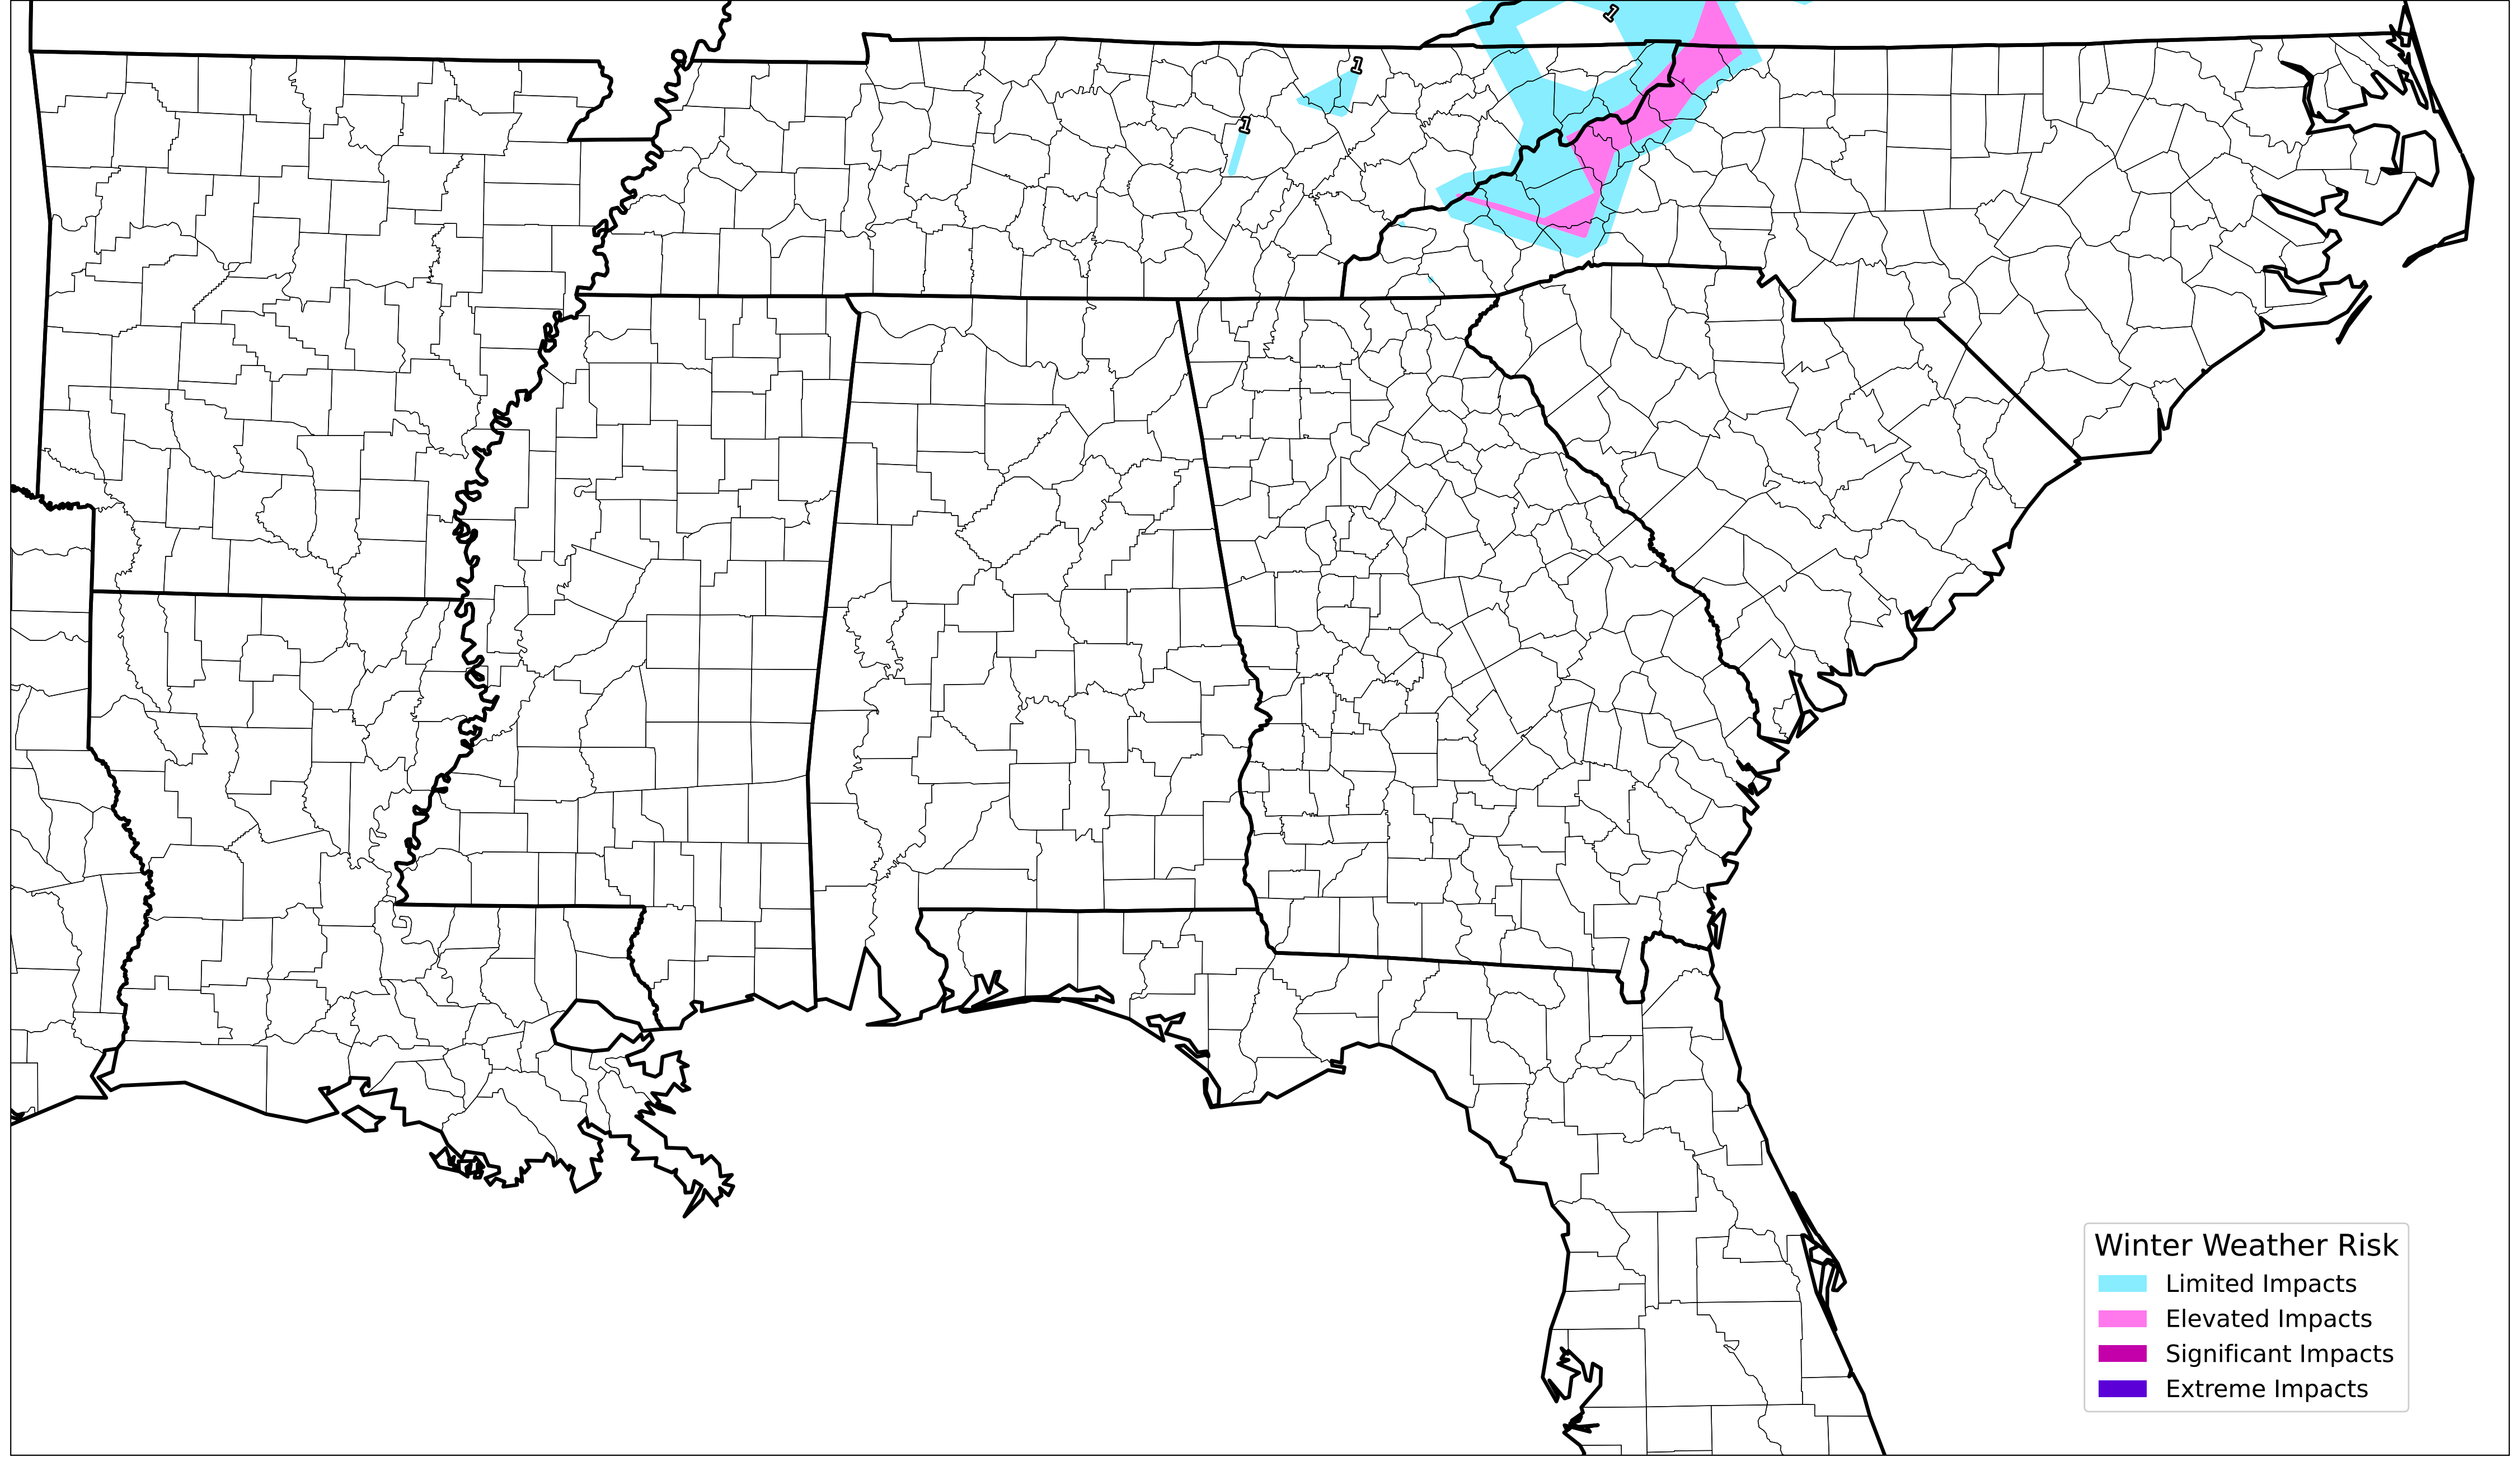 1
1
1
Winter Weather Risk
Limited Impacts
Elevated Impacts
Significant Impacts
Extreme Impacts